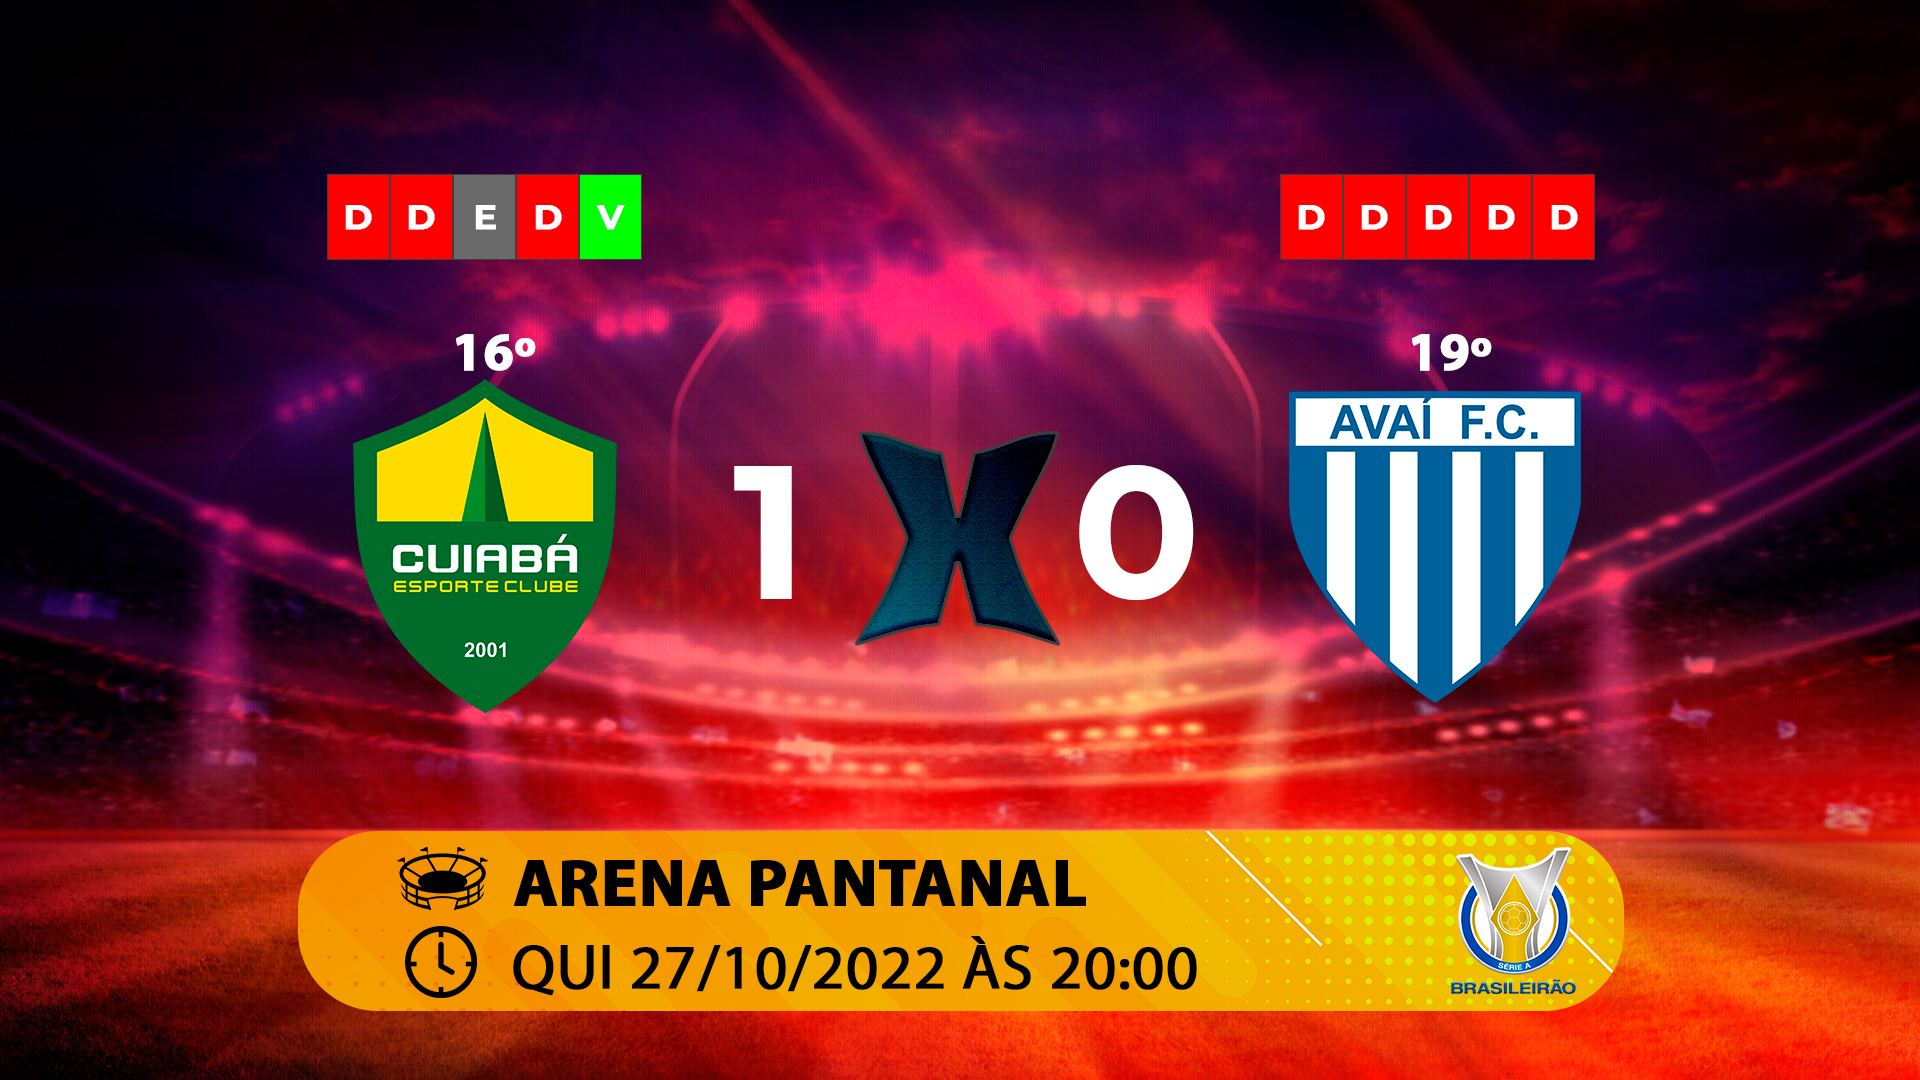 D D E D V
D D D D D
16º
19º
CUIABÁ
ESPORTE CLUBE
2001
1 X 0
AVAÍ F.C.
ARENA PANTANAL
QUI 27/10/2022 ÀS 20:00
SÉRIE A
BRASILEIRÃO